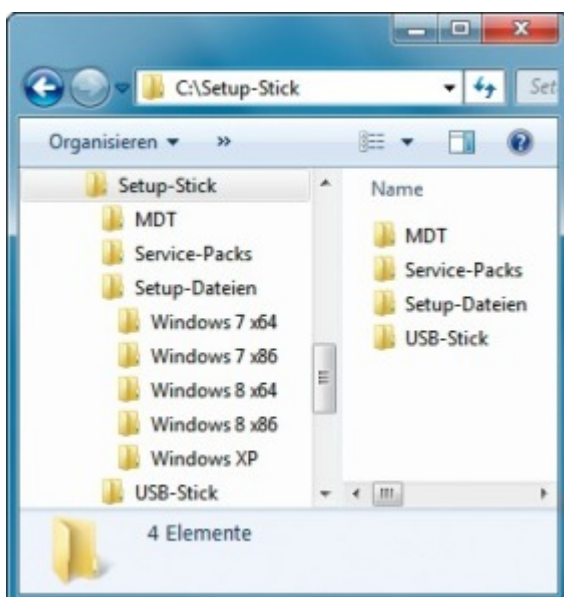 C:\Setup-Stick
Set
Organisieren
»
Setup-Stick
MDT
Service-Packs
Setup-Dateien
Windows 7 x64
Windows 7 x86
Windows 8 x64
Windows 8 x86
Windows XP
USB-Stick
Name
MDT
Service-Packs
Setup-Dateien
USB-Stick
4 Elemente